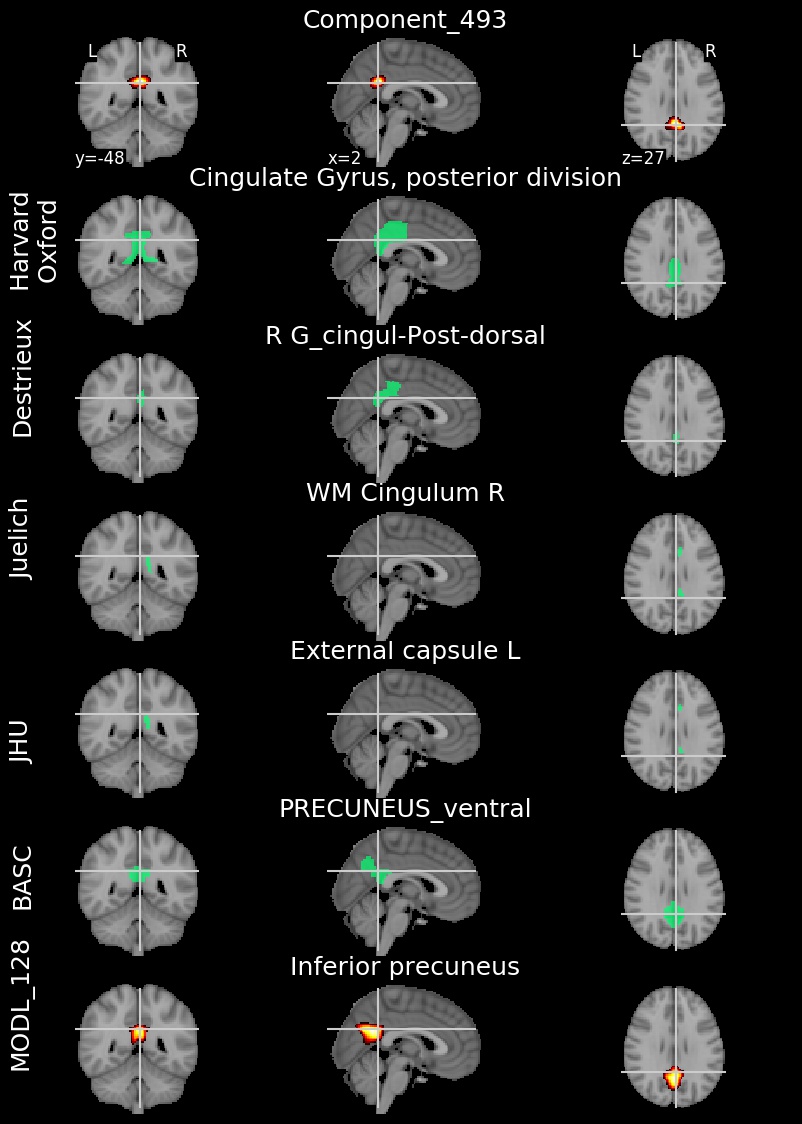 Component_493
L R L R
y=-48 x=2 z=27
Cingulate Gyrus, posterior division
Harvard
Oxford
R G_cingul-Post-dorsal
Destrieux
WM Cingulum R
Juelich
External capsule L
JHU
PRECUNEUS_ventral
BASC
Inferior precuneus
MODL_128